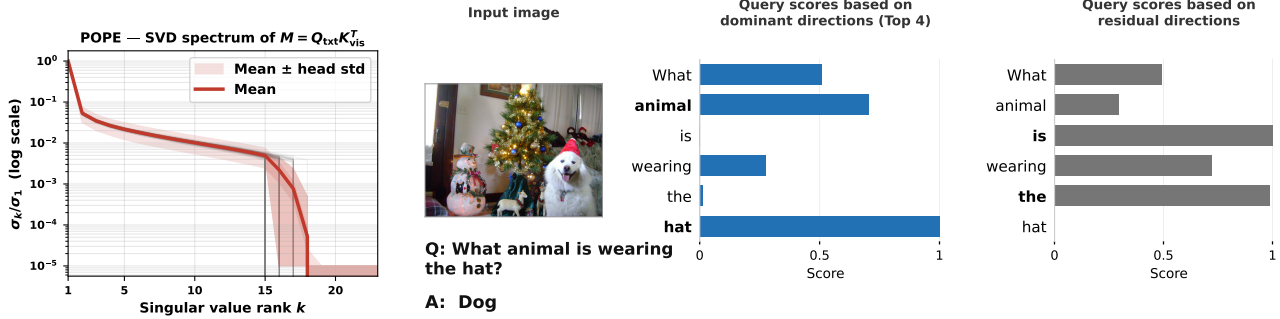 POPE — SVD spectrum of M = Q_txt K_vis^T
Mean ± head std
Mean
10^0
10^-1
10^-2
10^-3
10^-4
10^-5
σ_k/σ_1 (log scale)
1 5 10 15 20
Singular value rank k
Input image
Q: What animal is wearing
the hat?
A: Dog
Query scores based on
dominant directions (Top 4)
What
animal
is
wearing
the
hat
0 0.5 1
Score
Query scores based on
residual directions
What
animal
is
wearing
the
hat
0 0.5 1
Score